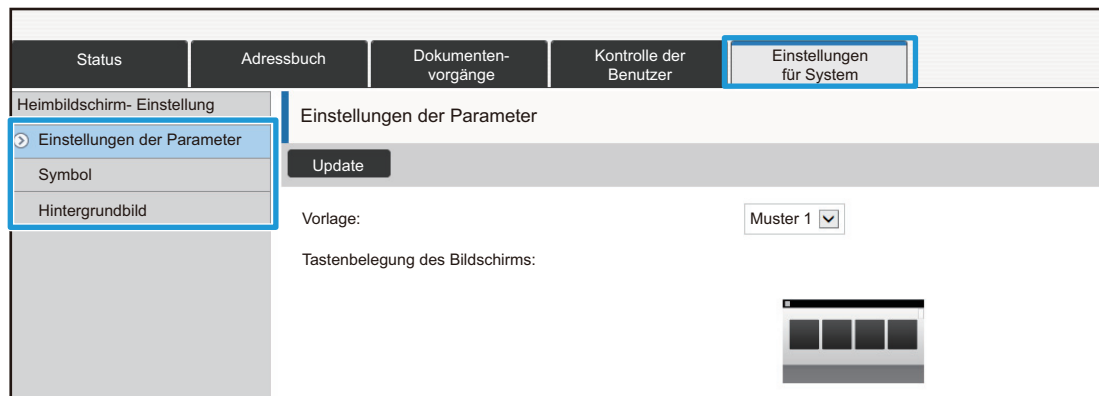 Status
Adressbuch
Dokumenten-
vorgänge
Kontrolle der
Benutzer
Einstellungen
für System
Heimbildschirm- Einstellung
Einstellungen der Parameter
Symbol
Hintergrundbild
Einstellungen der Parameter
Update
Vorlage:
Muster 1
Tastenbelegung des Bildschirms: